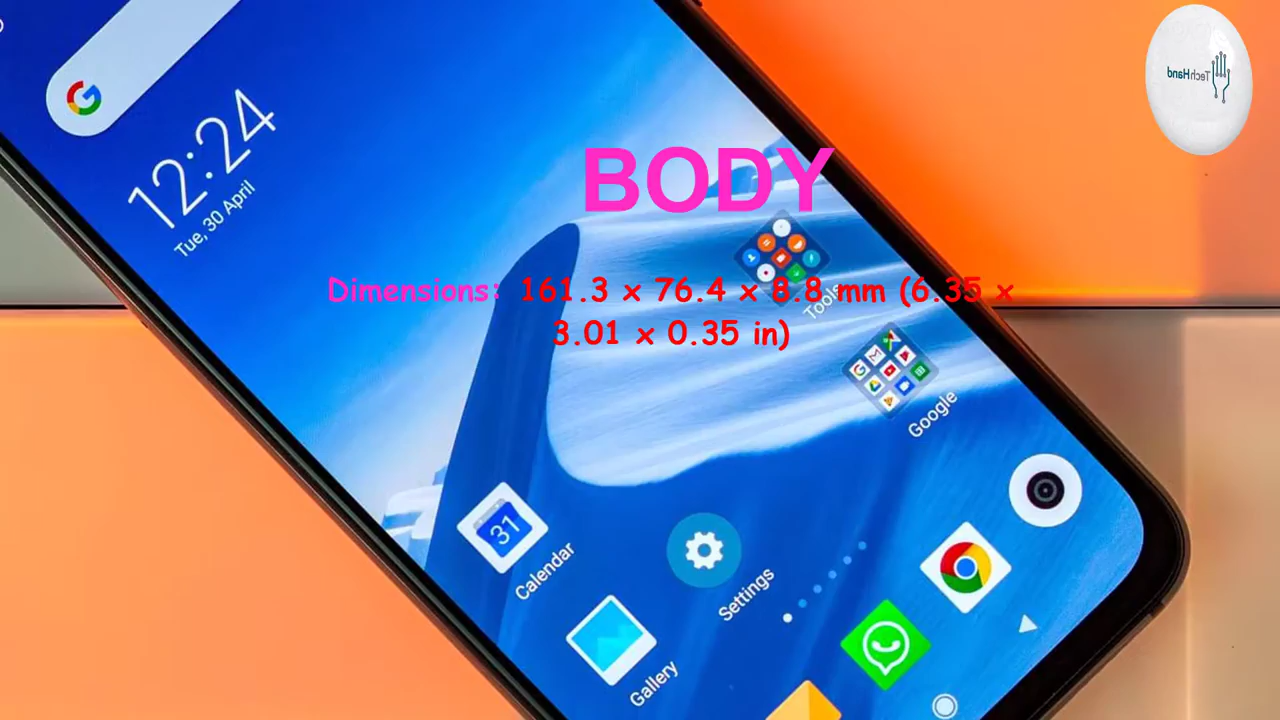 BODY
Dimensions: 161.3 x 76.4 x 8.8 mm (6.35 x
3.01 x 0.35 in)
12:24
Tue, 30 April
Tools
Google
31
Calendar
Settings
Gallery
TechHand